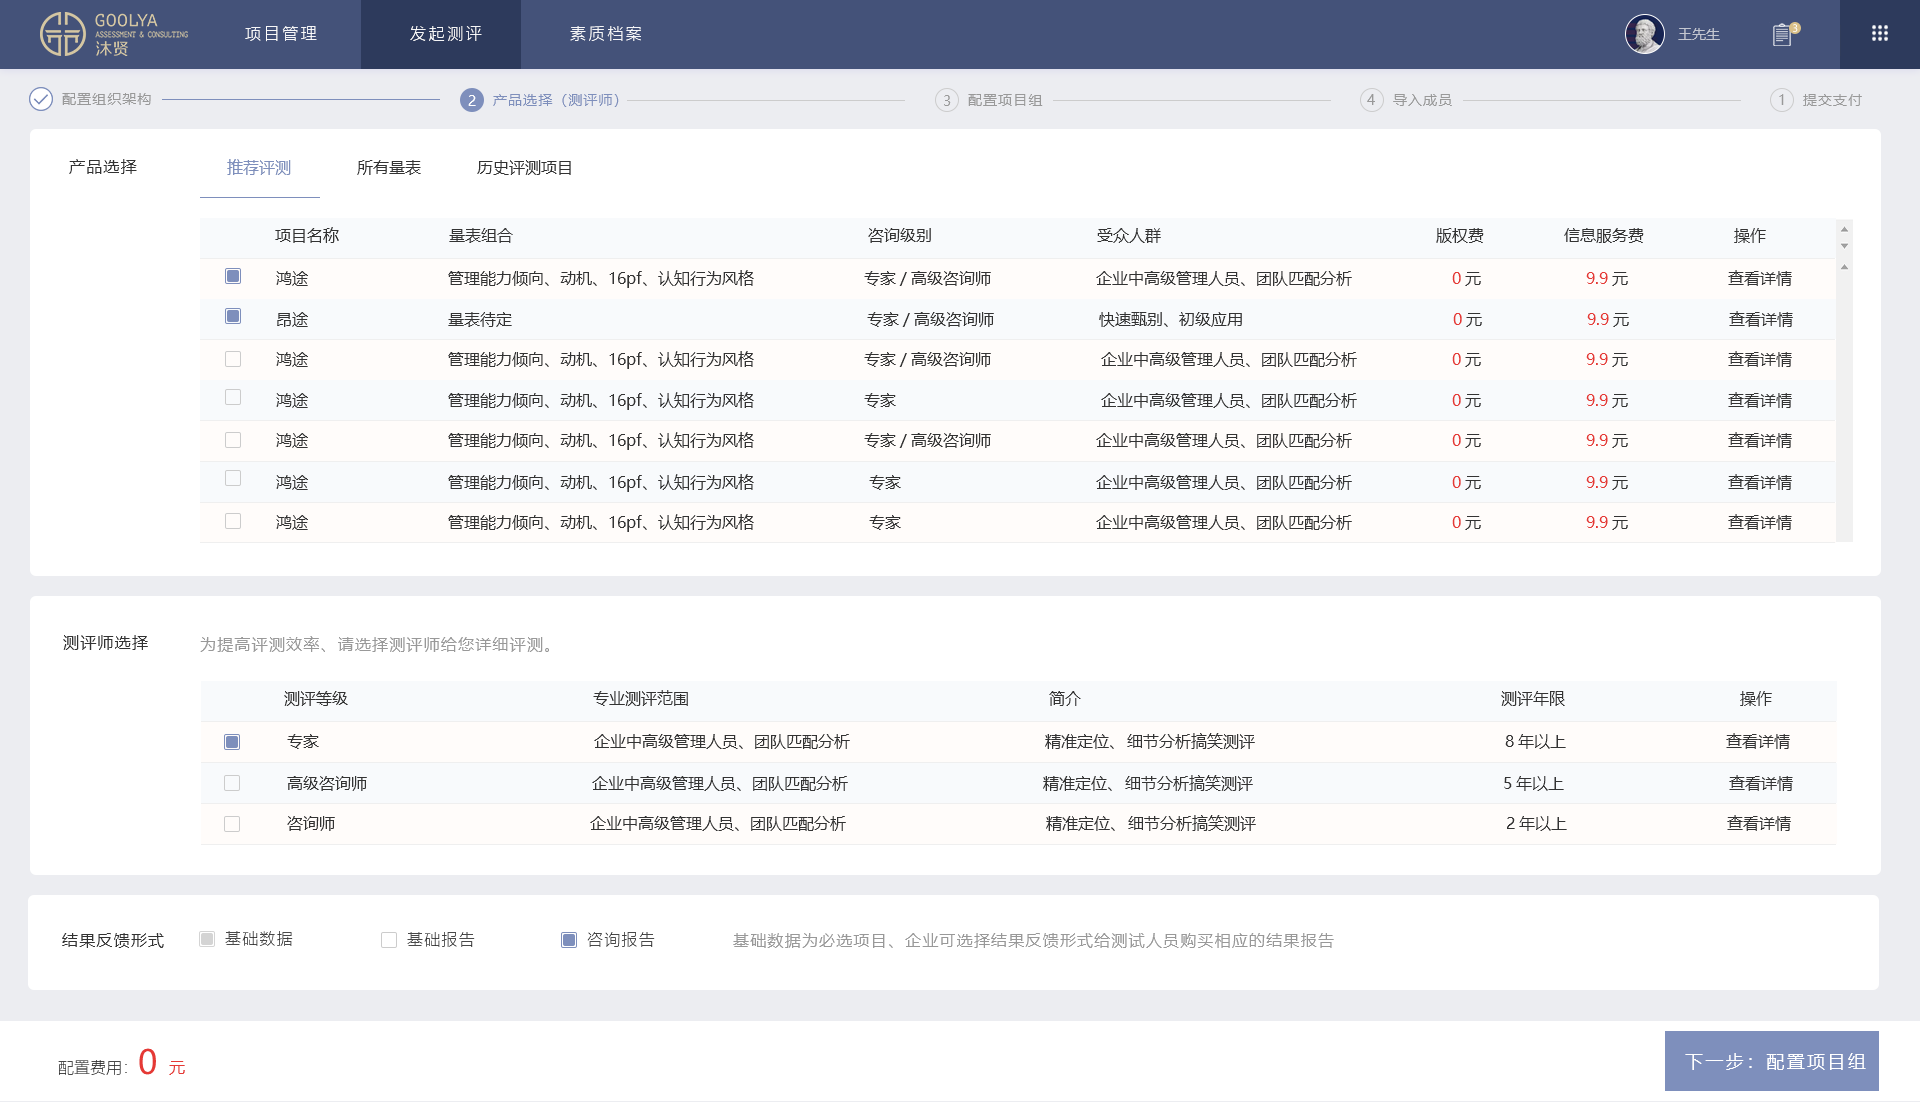 GOOLYA
ASSESSMENT & CONSULTING
沐贤
项目管理 发起测评 素质档案 王先生 3
配置组织架构 2 产品选择（测评师） 3 配置项目组 4 导入成员 1 提交支付
产品选择 推荐评测 所有量表 历史评测项目
项目名称 量表组合 咨询级别 受众人群 版权费 信息服务费 操作
鸿途 管理能力倾向、动机、16pf、认知行为风格 专家 / 高级咨询师 企业中高级管理人员、团队匹配分析 0 元 9.9 元 查看详情
昂途 量表待定 专家 / 高级咨询师 快速甄别、初级应用 0 元 9.9 元 查看详情
鸿途 管理能力倾向、动机、16pf、认知行为风格 专家 / 高级咨询师 企业中高级管理人员、团队匹配分析 0 元 9.9 元 查看详情
鸿途 管理能力倾向、动机、16pf、认知行为风格 专家 企业中高级管理人员、团队匹配分析 0 元 9.9 元 查看详情
鸿途 管理能力倾向、动机、16pf、认知行为风格 专家 / 高级咨询师 企业中高级管理人员、团队匹配分析 0 元 9.9 元 查看详情
鸿途 管理能力倾向、动机、16pf、认知行为风格 专家 企业中高级管理人员、团队匹配分析 0 元 9.9 元 查看详情
鸿途 管理能力倾向、动机、16pf、认知行为风格 专家 企业中高级管理人员、团队匹配分析 0 元 9.9 元 查看详情
测评师选择 为提高评测效率、请选择测评师给您详细评测。
测评等级 专业测评范围 简介 测评年限 操作
专家 企业中高级管理人员、团队匹配分析 精准定位、细节分析搞笑测评 8 年以上 查看详情
高级咨询师 企业中高级管理人员、团队匹配分析 精准定位、细节分析搞笑测评 5 年以上 查看详情
咨询师 企业中高级管理人员、团队匹配分析 精准定位、细节分析搞笑测评 2 年以上 查看详情
结果反馈形式 基础数据 基础报告 咨询报告 基础数据为必选项目、企业可选择结果反馈形式给测试人员购买相应的结果报告
配置费用: 0 元 下一步：配置项目组